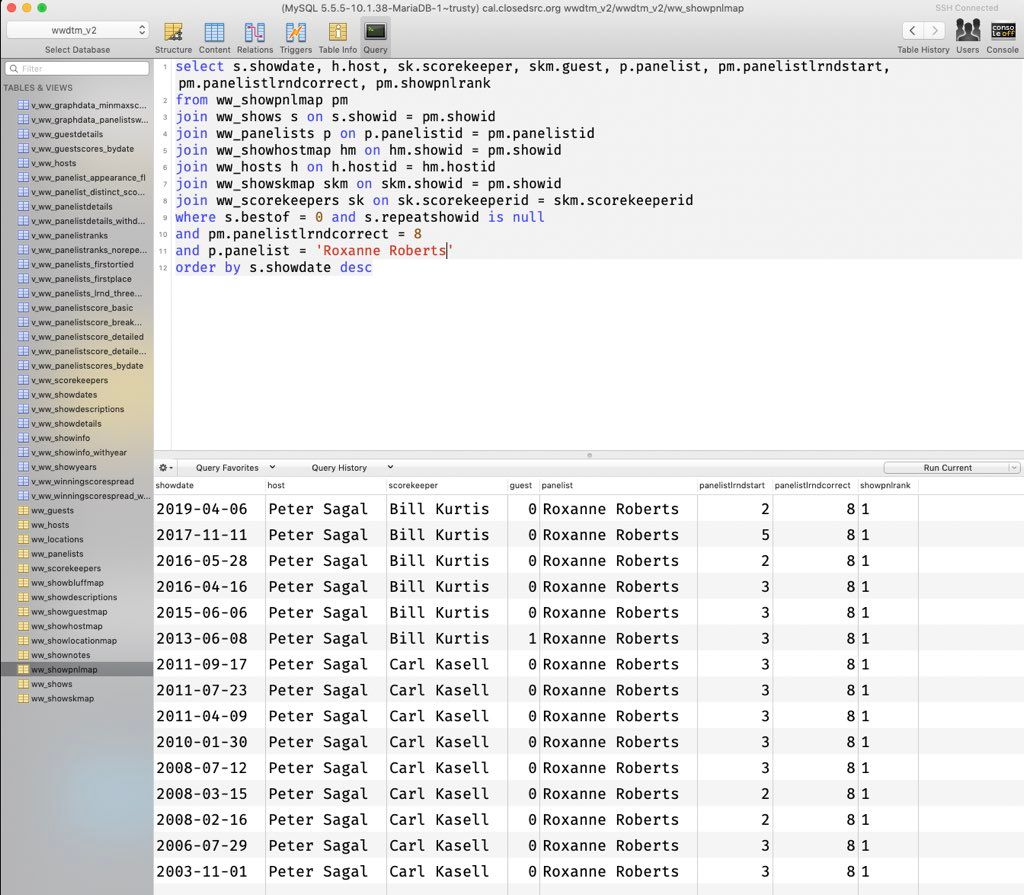 (MySQL 5.5.5-10.1.38-MariaDB-1~trusty) cal.closedsrc.org wwdtm_v2/wwdtm_v2/ww_showpnlmap
SSH Connected
wwdtm_v2
Select Database
Structure Content Relations Triggers Table Info Query
Table History Users Console
conso
le off
Filter
TABLES & VIEWS
v_ww_graphdata_minmaxsc...
v_ww_graphdata_panelistsw...
v_ww_guestdetails
v_ww_guestscores_bydate
v_ww_hosts
v_ww_panelist_appearance_fl
v_ww_panelist_distinct_sco...
v_ww_panelistdetails
v_ww_panelistdetails_withd...
v_ww_panelistranks
v_ww_panelistranks_norepe...
v_ww_panelists_firstortied
v_ww_panelists_firstplace
v_ww_panelists_lrnd_three...
v_ww_panelistscore_basic
v_ww_panelistscore_break...
v_ww_panelistscore_detailed
v_ww_panelistscore_detaile...
v_ww_panelistscores_bydate
v_ww_scorekeepers
v_ww_showdates
v_ww_showdescriptions
v_ww_showdetails
v_ww_showinfo
v_ww_showinfo_withyear
v_ww_showyears
v_ww_winningscorespread
v_ww_winningscorespread_w...
ww_guests
ww_hosts
ww_locations
ww_panelists
ww_scorekeepers
ww_showbluffmap
ww_showdescriptions
ww_showguestmap
ww_showhostmap
ww_showlocationmap
ww_shownotes
ww_showpnlmap
ww_shows
ww_showskmap
1 select s.showdate, h.host, sk.scorekeeper, skm.guest, p.panelist, pm.panelistlrndstart,
pm.panelistlrndcorrect, pm.showpnlrank
2 from ww_showpnlmap pm
3 join ww_shows s on s.showid = pm.showid
4 join ww_panelists p on p.panelistid = pm.panelistid
5 join ww_showhostmap hm on hm.showid = pm.showid
6 join ww_hosts h on h.hostid = hm.hostid
7 join ww_showskmap skm on skm.showid = pm.showid
8 join ww_scorekeepers sk on sk.scorekeeperid = skm.scorekeeperid
9 where s.bestof = 0 and s.repeatshowid is null
10 and pm.panelistlrndcorrect = 8
11 and p.panelist = 'Roxanne Roberts'
12 order by s.showdate desc
Query Favorites Query History Run Current
showdate host scorekeeper guest panelist panelistlrndstart panelistlrndcorrect showpnlrank
2019-04-06 Peter Sagal Bill Kurtis 0 Roxanne Roberts 2 8 1
2017-11-11 Peter Sagal Bill Kurtis 0 Roxanne Roberts 5 8 1
2016-05-28 Peter Sagal Bill Kurtis 0 Roxanne Roberts 2 8 1
2016-04-16 Peter Sagal Bill Kurtis 0 Roxanne Roberts 3 8 1
2015-06-06 Peter Sagal Bill Kurtis 0 Roxanne Roberts 3 8 1
2013-06-08 Peter Sagal Bill Kurtis 1 Roxanne Roberts 3 8 1
2011-09-17 Peter Sagal Carl Kasell 0 Roxanne Roberts 3 8 1
2011-07-23 Peter Sagal Carl Kasell 0 Roxanne Roberts 3 8 1
2011-04-09 Peter Sagal Carl Kasell 0 Roxanne Roberts 3 8 1
2010-01-30 Peter Sagal Carl Kasell 0 Roxanne Roberts 3 8 1
2008-07-12 Peter Sagal Carl Kasell 0 Roxanne Roberts 3 8 1
2008-03-15 Peter Sagal Carl Kasell 0 Roxanne Roberts 2 8 1
2008-02-16 Peter Sagal Carl Kasell 0 Roxanne Roberts 2 8 1
2006-07-29 Peter Sagal Carl Kasell 0 Roxanne Roberts 3 8 1
2003-11-01 Peter Sagal Carl Kasell 0 Roxanne Roberts 3 8 1